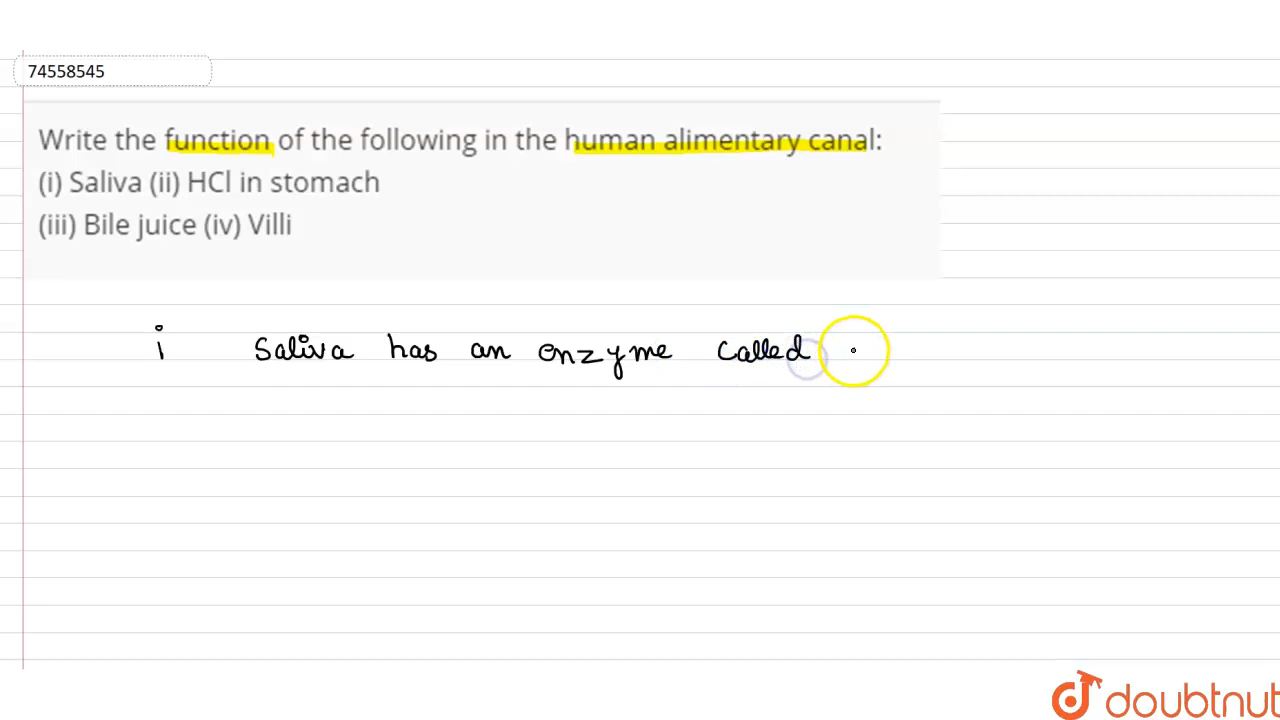 74558545
Write the function of the following in the human alimentary canal:
(i) Saliva (ii) HCl in stomach
(iii) Bile juice (iv) Villi
i Saliva has an enzyme called
doubtnut